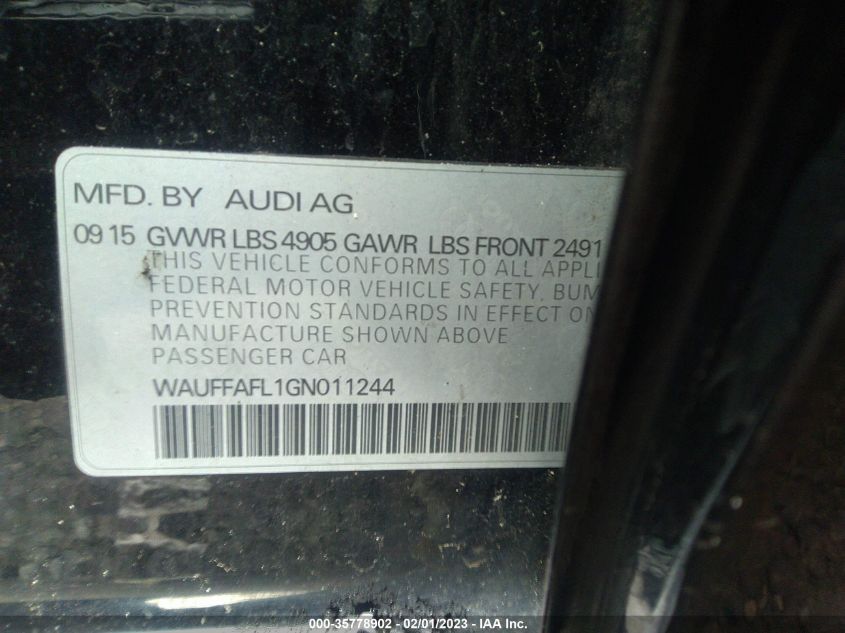 MFD. BY AUDI AG
09 15 GVWR LBS 4905 GAWR LBS FRONT 2491
THIS VEHICLE CONFORMS TO ALL APPLI
FEDERAL MOTOR VEHICLE SAFETY, BUM
PREVENTION STANDARDS IN EFFECT ON
MANUFACTURE SHOWN ABOVE
PASSENGER CAR
WAUFFAFL1GN011244
000-35778902 - 02/01/2023 - IAA Inc.